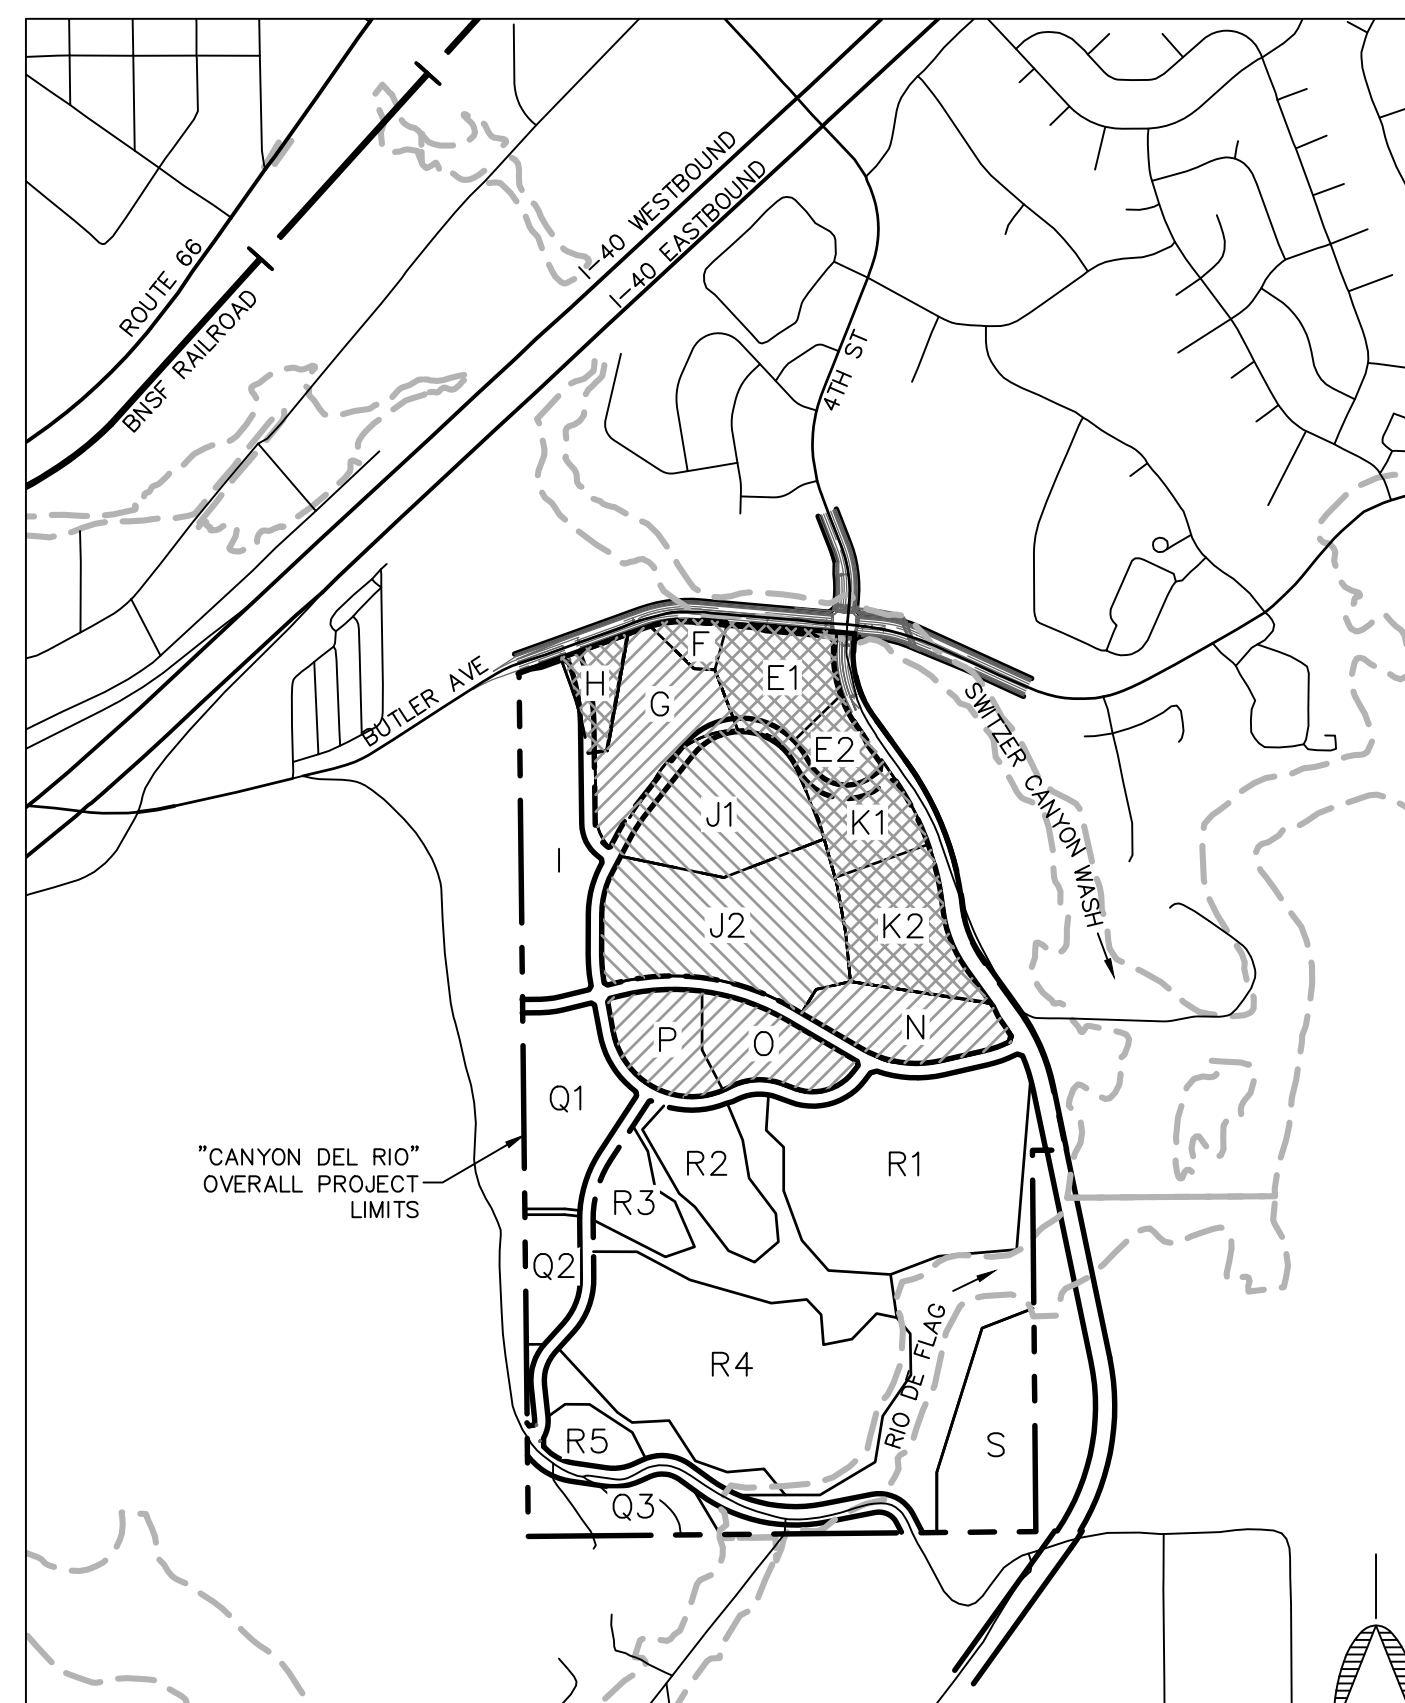 I-40 WESTBOUND
I-40 EASTBOUND
ROUTE 66
BNSF RAILROAD
4TH ST
BUTLER AVE
F
H
G
E1
E2
SWITZER CANYON WASH
J1
K1
I
J2
K2
P
O
N
Q1
"CANYON DEL RIO"
OVERALL PROJECT
LIMITS
R2
R1
R3
Q2
RIO DE FLAG
R4
R5
S
Q3